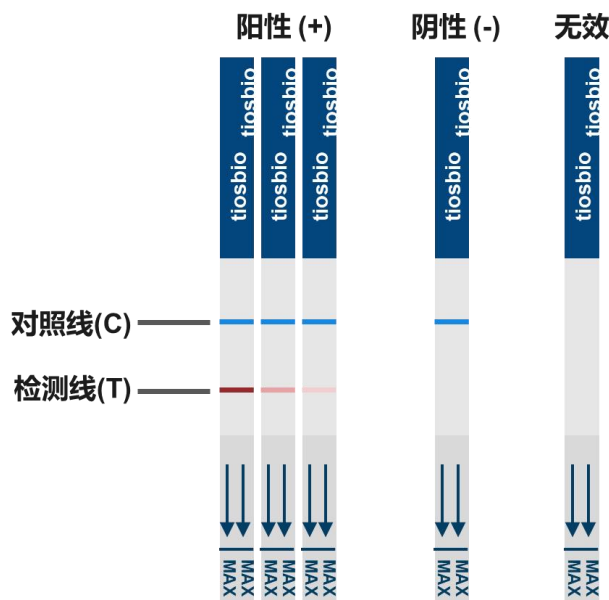 阳性 (+) 阴性 (-) 无效
tiosbio tiosbio tiosbio tiosbio tiosbio
tiosbio tiosbio tiosbio tiosbio tiosbio
对照线(C)
检测线(T)
MAX MAX MAX MAX MAX MAX MAX MAX MAX MAX